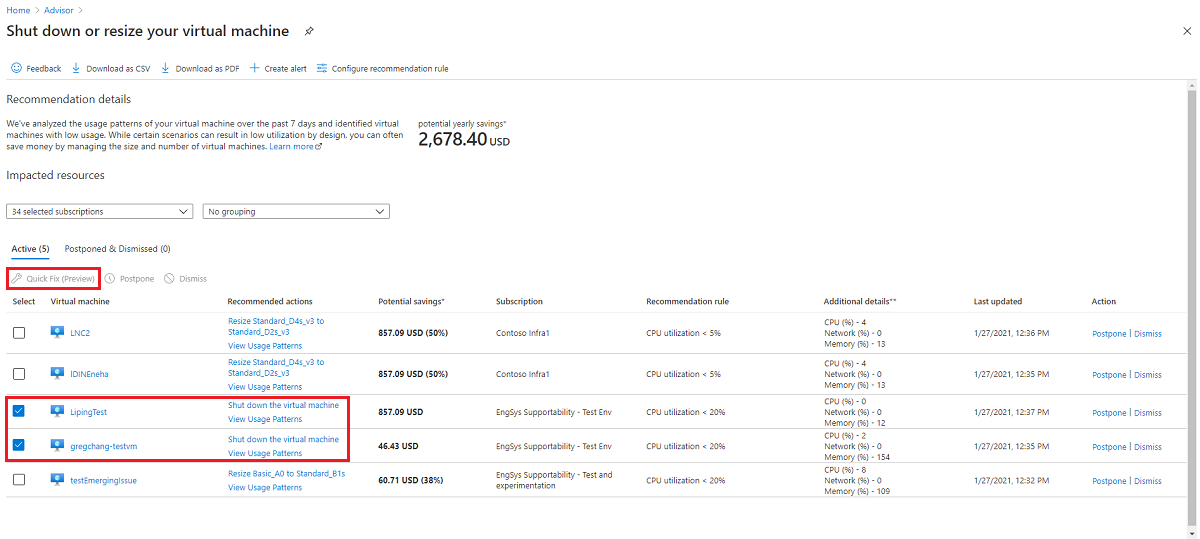 Home > Advisor >
Shut down or resize your virtual machine
Feedback Download as CSV Download as PDF Create alert Configure recommendation rule
Recommendation details
We've analyzed the usage patterns of your virtual machine over the past 7 days and identified virtual
machines with low usage. While certain scenarios can result in low utilization by design, you can often
save money by managing the size and number of virtual machines. Learn more
potential yearly savings*
2,678.40 USD
Impacted resources
34 selected subscriptions No grouping
Active (5) Postponed & Dismissed (0)
Quick Fix (Preview) Postpone Dismiss
Select Virtual machine Recommended actions Potential savings* Subscription Recommendation rule Additional details** Last updated Action
LNC2
Resize Standard_D4s_v3 to
Standard_D2s_v3
View Usage Patterns
857.09 USD (50%) Contoso Infra1 CPU utilization < 5%
CPU (%) - 4
Network (%) - 0
Memory (%) - 13
1/27/2021, 12:36 PM Postpone | Dismiss
IDINEneha
Resize Standard_D4s_v3 to
Standard_D2s_v3
View Usage Patterns
857.09 USD (50%) Contoso Infra1 CPU utilization < 5%
CPU (%) - 4
Network (%) - 0
Memory (%) - 13
1/27/2021, 12:35 PM Postpone | Dismiss
LipingTest
Shut down the virtual machine
View Usage Patterns
857.09 USD EngSys Supportability - Test Env CPU utilization < 20%
CPU (%) - 0
Network (%) - 0
Memory (%) - 12
1/27/2021, 12:37 PM Postpone | Dismiss
gregchang-testvm
Shut down the virtual machine
View Usage Patterns
46.43 USD EngSys Supportability - Test Env CPU utilization < 20%
CPU (%) - 2
Network (%) - 0
Memory (%) - 154
1/27/2021, 12:35 PM Postpone | Dismiss
testEmergingIssue
Resize Basic_A0 to Standard_B1s
View Usage Patterns
60.71 USD (38%)
EngSys Supportability - Test and
experimentation
CPU utilization < 20%
CPU (%) - 8
Network (%) - 0
Memory (%) - 109
1/27/2021, 12:32 PM Postpone | Dismiss